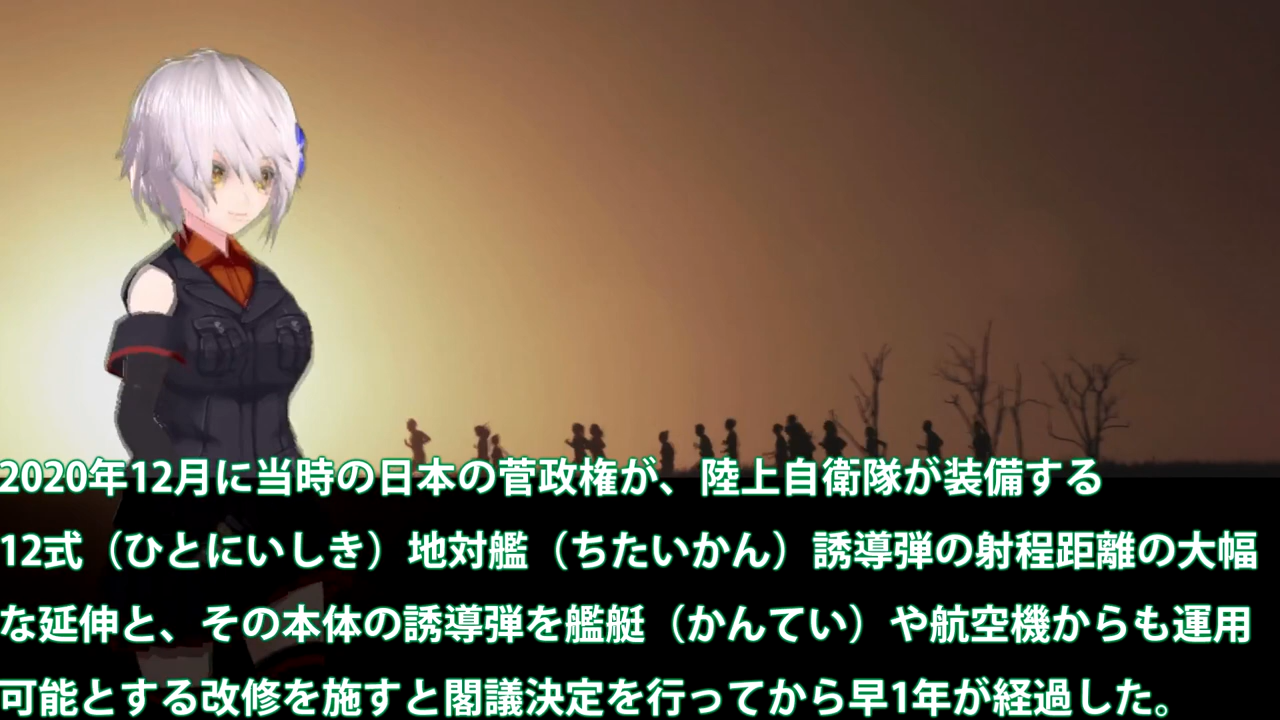 2020年12月に当時の日本の菅政権が、陸上自衛隊が装備する
12式（ひとにいしき）地対艦（ちたいかん）誘導弾の射程距離の大幅
な延伸と、その本体の誘導弾を艦艇（かんてい）や航空機からも運用
可能とする改修を施すと閣議決定を行ってから早1年が経過した。